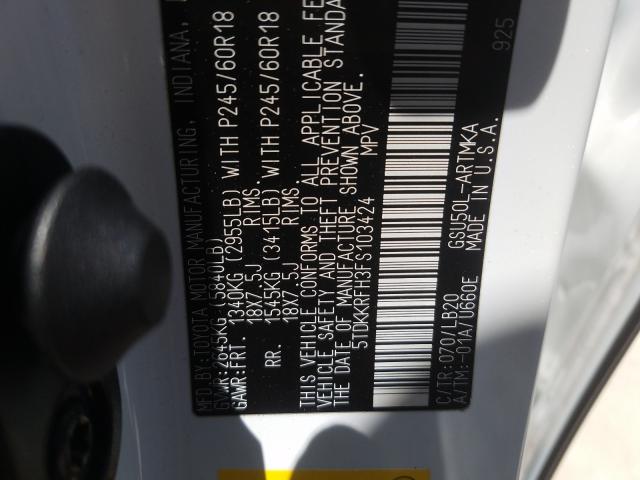 MFD.BY:TOYOTA MOTOR MANUFACTURING, INDIANA,
GVWR:2645KG (5840LB)
GAWR:FRT. 1340KG (2955LB) WITH P245/60R18
18X7.5J RIMS.
RR. 1545KG (3415LB) WITH P245/60R18
18X7.5J RIMS.
THIS VEHICLE CONFORMS TO ALL APPLICABLE FE
VEHICLE SAFETY AND THEFT PREVENTION STANDA
THE DATE OF MANUFACTURE SHOWN ABOVE.
5TDKKRFH3FS103424 MPV
C/TR:070/LB20 GSU50L-ARTMKA
A/TM:-01A/U660E MADE IN U.S.A.
925